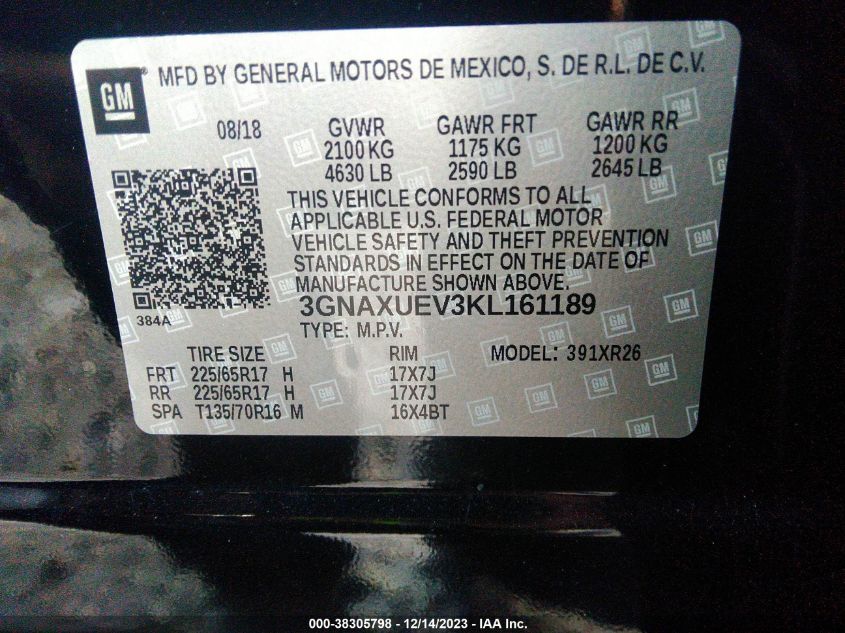 GM
MFD BY GENERAL MOTORS DE MEXICO, S. DE R.L. DE C.V.
08/18 GVWR GAWR FRT GAWR RR
2100 KG 1175 KG 1200 KG
4630 LB 2590 LB 2645 LB
THIS VEHICLE CONFORMS TO ALL
APPLICABLE U.S. FEDERAL MOTOR
VEHICLE SAFETY AND THEFT PREVENTION
STANDARDS IN EFFECT ON THE DATE OF
MANUFACTURE SHOWN ABOVE.
384A
3GNAXUEV3KL161189
TYPE: M.P.V.
TIRE SIZE RIM MODEL: 391XR26
FRT 225/65R17 H 17X7J
RR 225/65R17 H 17X7J
SPA T135/70R16 M 16X4BT
000-38305798 - 12/14/2023 - IAA Inc.